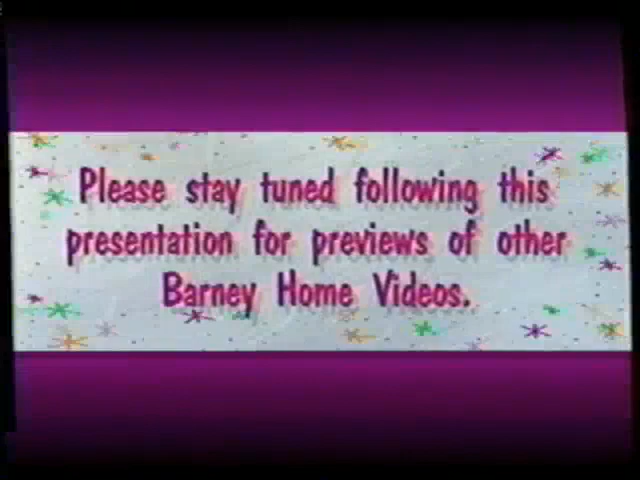 Please stay tuned following this
presentation for previews of other
Barney Home Videos.